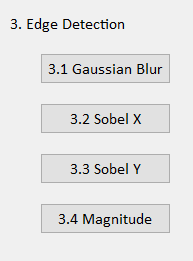 3. Edge Detection
3.1 Gaussian Blur
3.2 Sobel X
3.3 Sobel Y
3.4 Magnitude